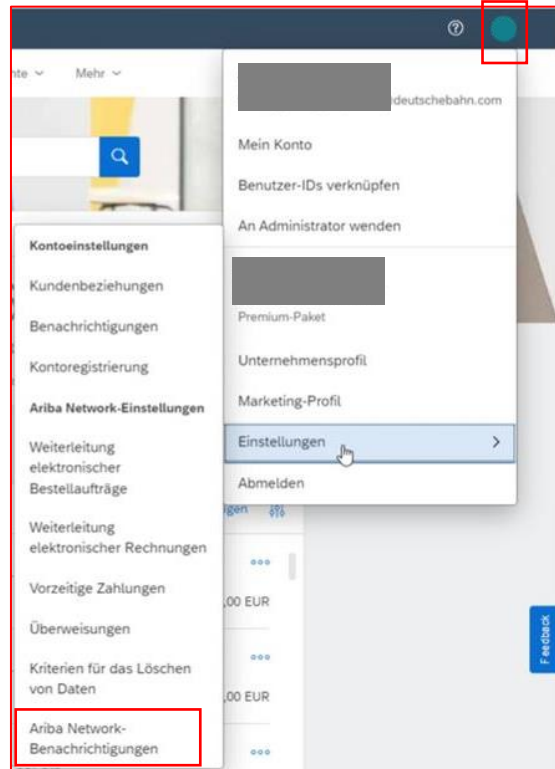 Mehr
deutschebahn.com
Mein Konto
Benutzer-IDs verknüpfen
An Administrator wenden
Premium-Paket
Unternehmensprofil
Marketing-Profil
Einstellungen
Abmelden
Kontoeinstellungen
Kundenbeziehungen
Benachrichtigungen
Kontoregistrierung
Ariba Network-Einstellungen
Weiterleitung
elektronischer
Bestellaufträge
Weiterleitung
elektronischer Rechnungen
Vorzeitige Zahlungen
Überweisungen
Kriterien für das Löschen
von Daten
Ariba Network-
Benachrichtigungen
,00 EUR
,00 EUR
Feedback